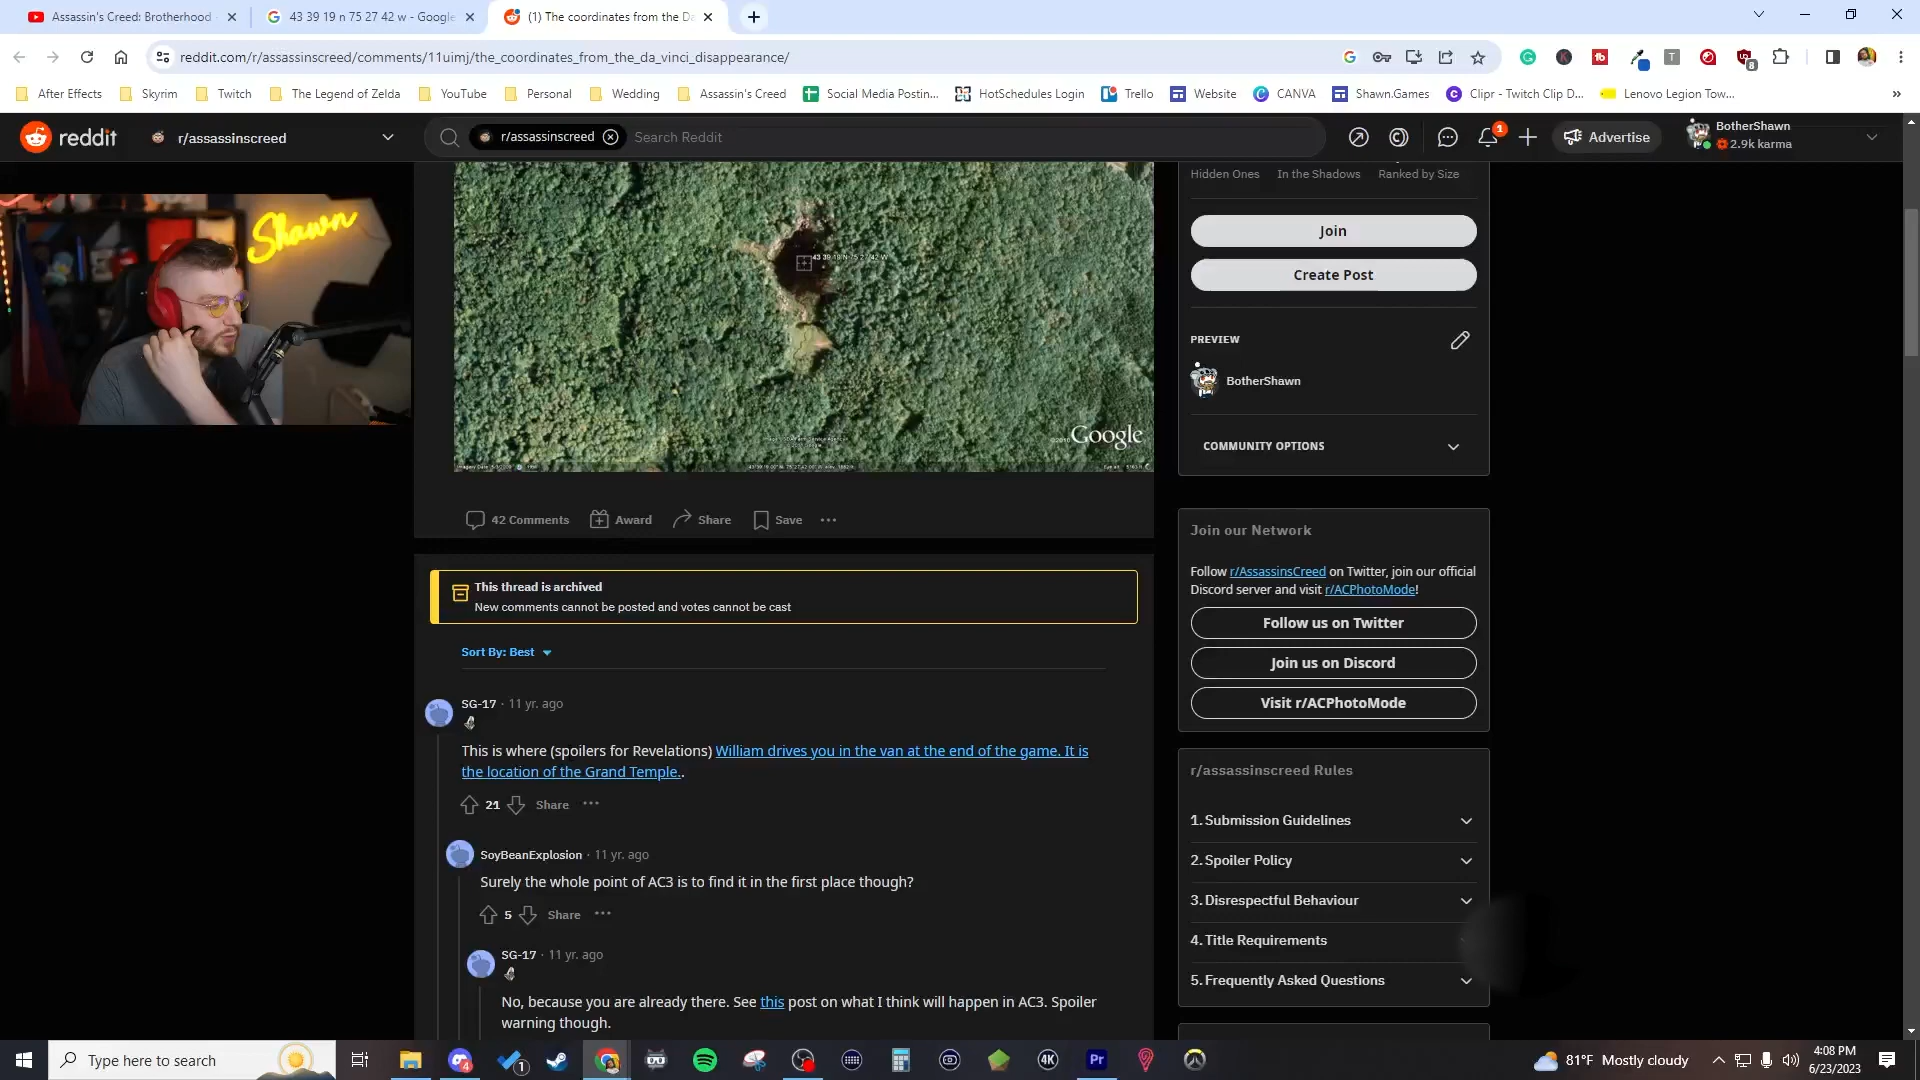 Assassin's Creed: Brotherhood
43 39 19 n 75 27 42 w - Google
(1) The coordinates from the Da
reddit.com/r/assassinscreed/comments/11uimj/the_coordinates_from_the_da_vinci_disappearance/
After Effects
Skyrim
Twitch
The Legend of Zelda
YouTube
Personal
Wedding
Assassin's Creed
Social Media Postin...
HotSchedules Login
Trello
Website
CANVA
Shawn.Games
Clipr - Twitch Clip D...
Lenovo Legion Tow...
»
reddit
r/assassinscreed
r/assassinscreed
Search Reddit
1
Advertise
BotherShawn
2.9k karma
Shawn
43 39 19 N 75 27 42 W
Google
Hidden Ones
In the Shadows
Ranked by Size
Join
Create Post
PREVIEW
BotherShawn
COMMUNITY OPTIONS
42 Comments
Award
Share
Save
This thread is archived
New comments cannot be posted and votes cannot be cast
Sort By: Best
SG-17 · 11 yr. ago
This is where (spoilers for Revelations) William drives you in the van at the end of the game. It is
the location of the Grand Temple..
21
Share
SoyBeanExplosion · 11 yr. ago
Surely the whole point of AC3 is to find it in the first place though?
5
Share
SG-17 · 11 yr. ago
No, because you are already there. See this post on what I think will happen in AC3. Spoiler
warning though.
Join our Network
Follow r/AssassinsCreed on Twitter, join our official
Discord server and visit r/ACPhotoMode!
Follow us on Twitter
Join us on Discord
Visit r/ACPhotoMode
r/assassinscreed Rules
1. Submission Guidelines
2. Spoiler Policy
3. Disrespectful Behaviour
4. Title Requirements
5. Frequently Asked Questions
Type here to search
4
1
4K
Pr
81°F Mostly cloudy
4:08 PM
6/23/2023